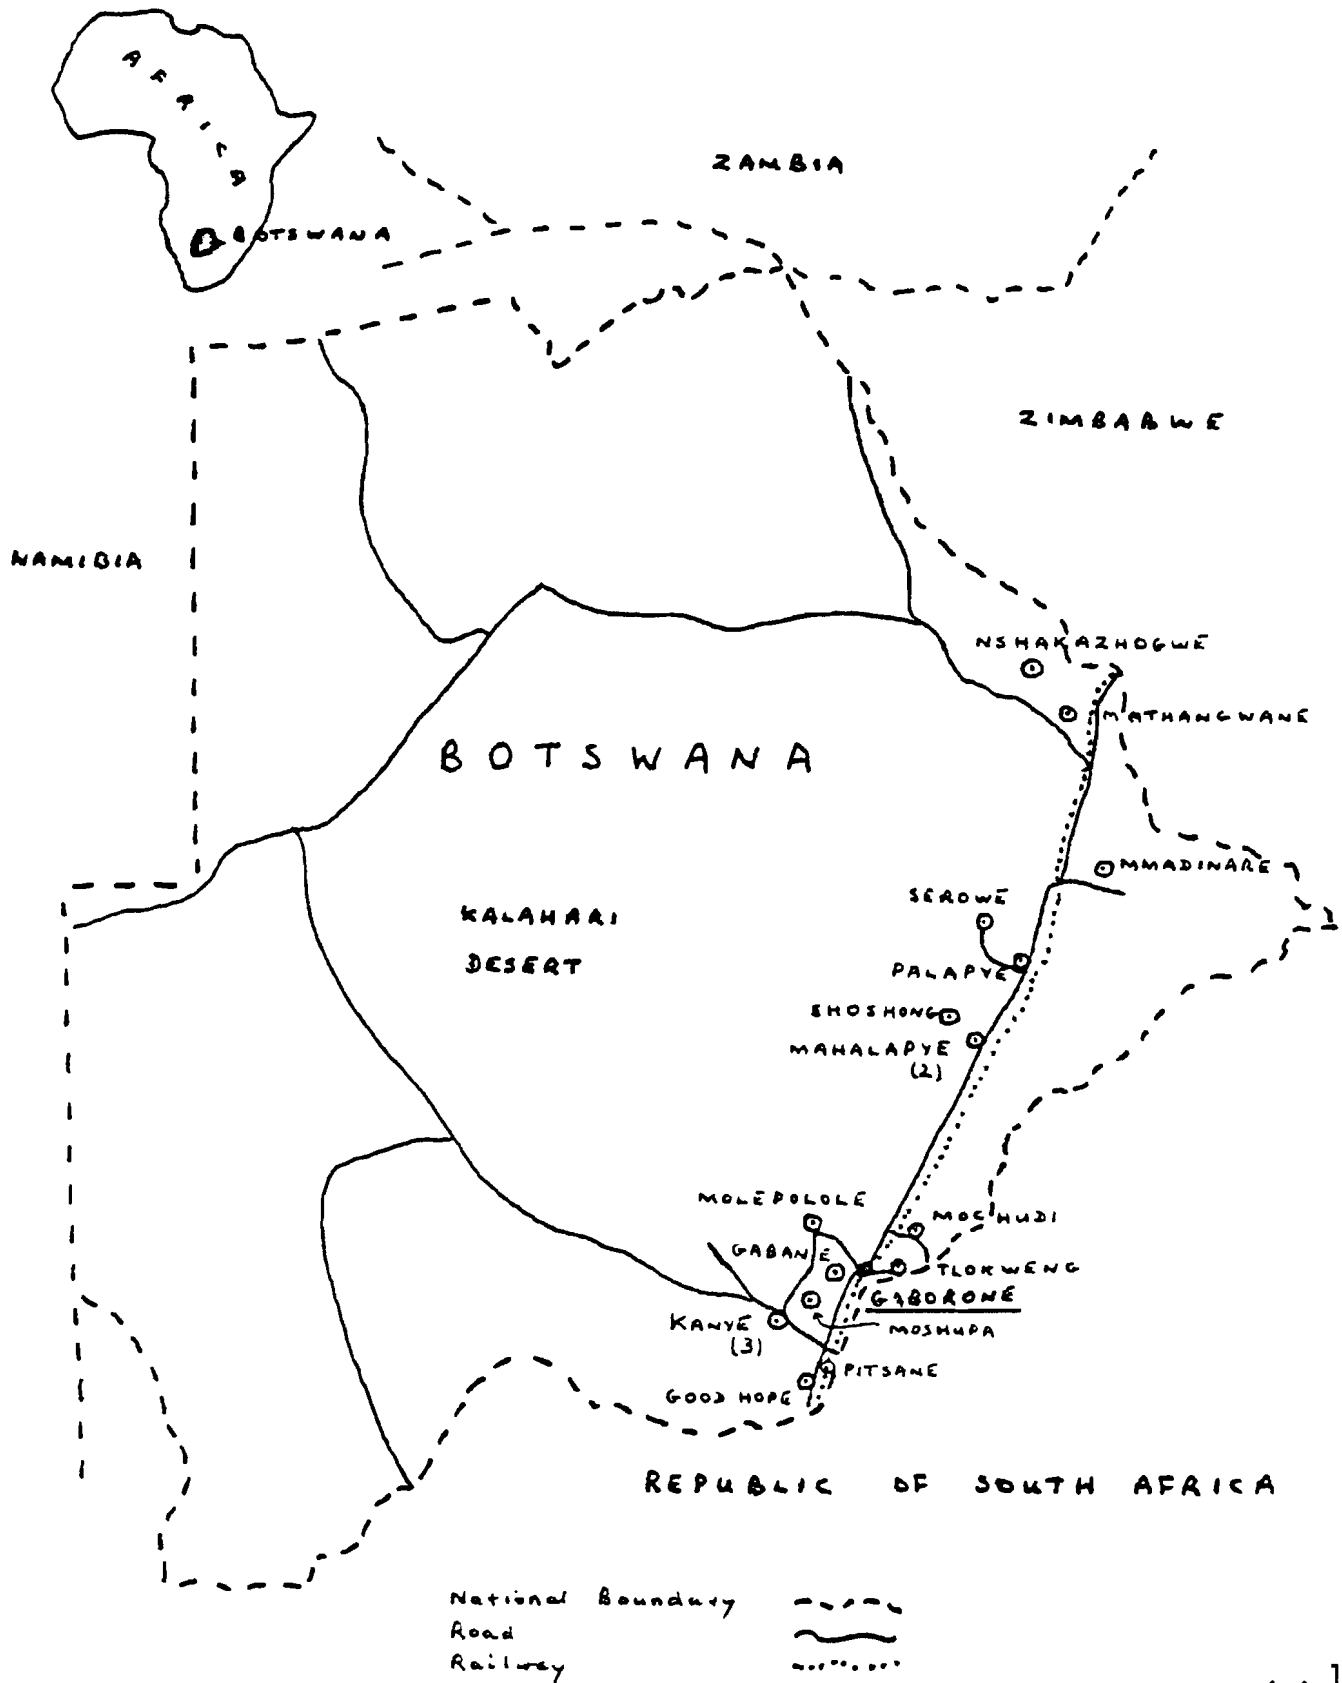 AFRICA
BOTSWANA
ZAMBIA
ZIMBABWE
NAMIBIA
NSHAKAZHOGWE
MATHANGWANE
BOTSWANA
MMADINARE
SEROWE
KALAHARI
DESERT
PALAPYE
SHOSHONG
MAHALAPYE
(2)
MOLEPOLOLE
MOCHUDI
GABANE
TLOKWENG
GABORONE
KANYE
(3)
MOSHUPA
PITSANE
GOOD HOPE
REPUBLIC OF SOUTH AFRICA
National Boundary
Road
Railway
1